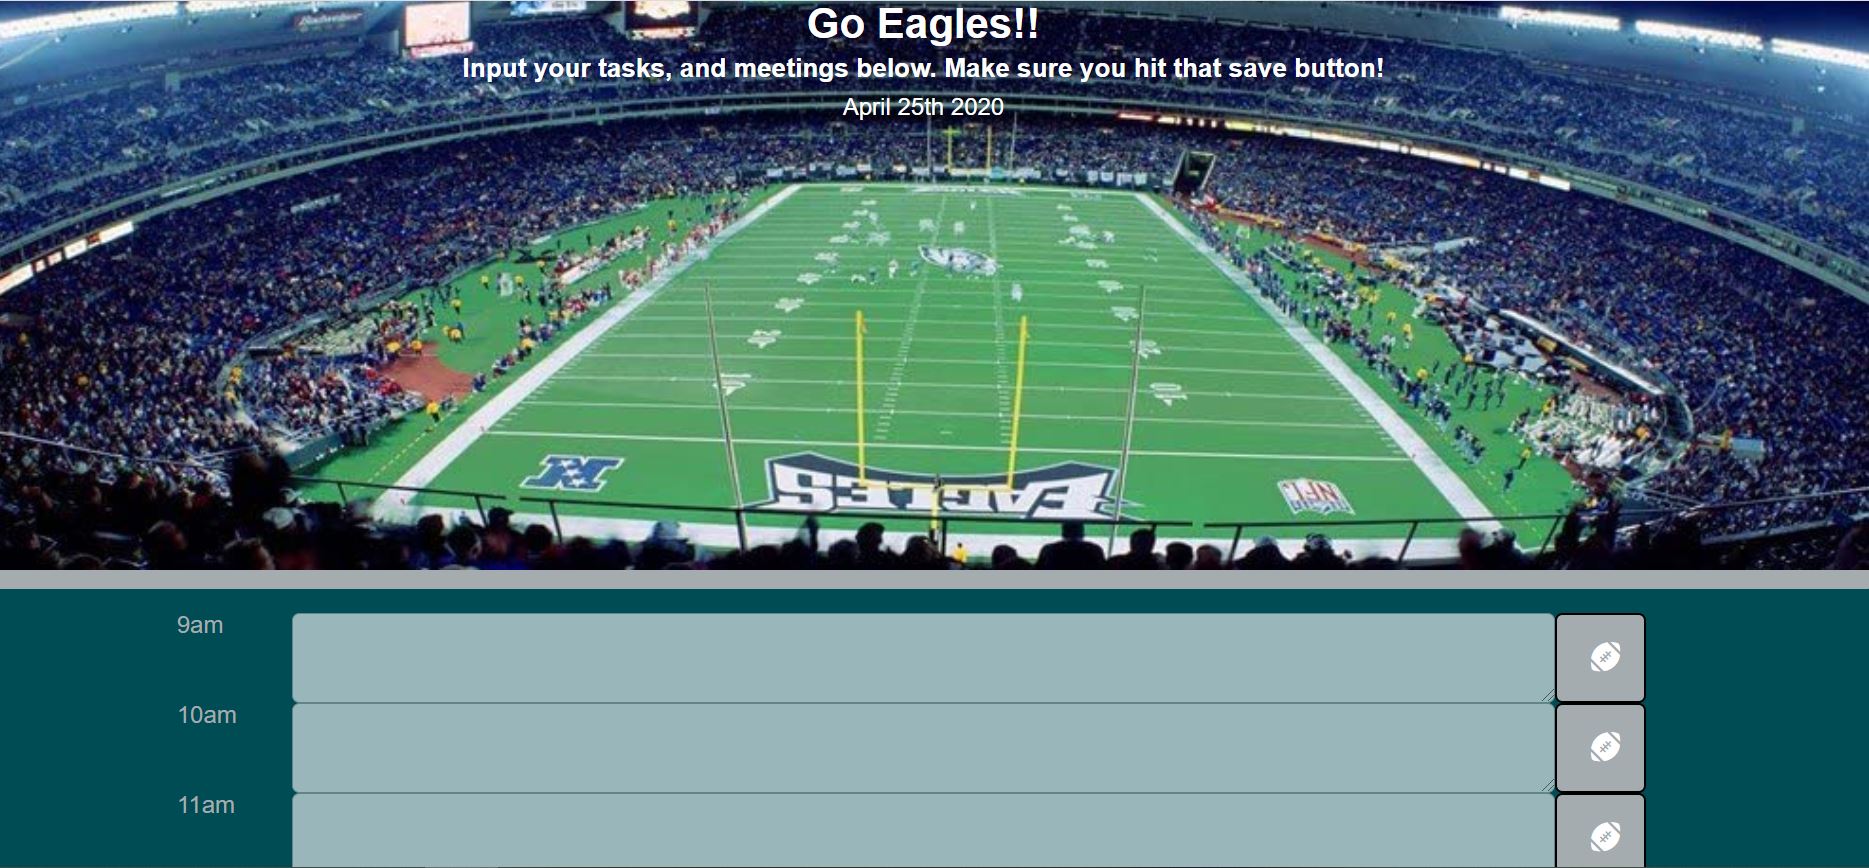 Budweiser
Go Eagles!!
Input your tasks, and meetings below. Make sure you hit that save button!
April 25th 2020
EAGLES
NFL
9am
10am
11am